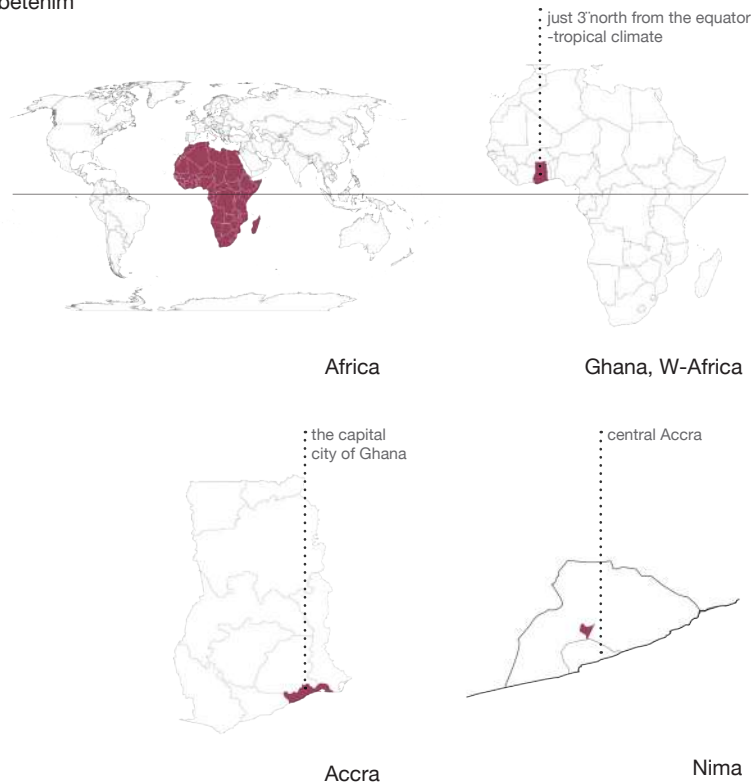 just 3¨north from the equator
-tropical climate
Africa
Ghana, W-Africa
the capital
city of Ghana
central Accra
Accra
Nima